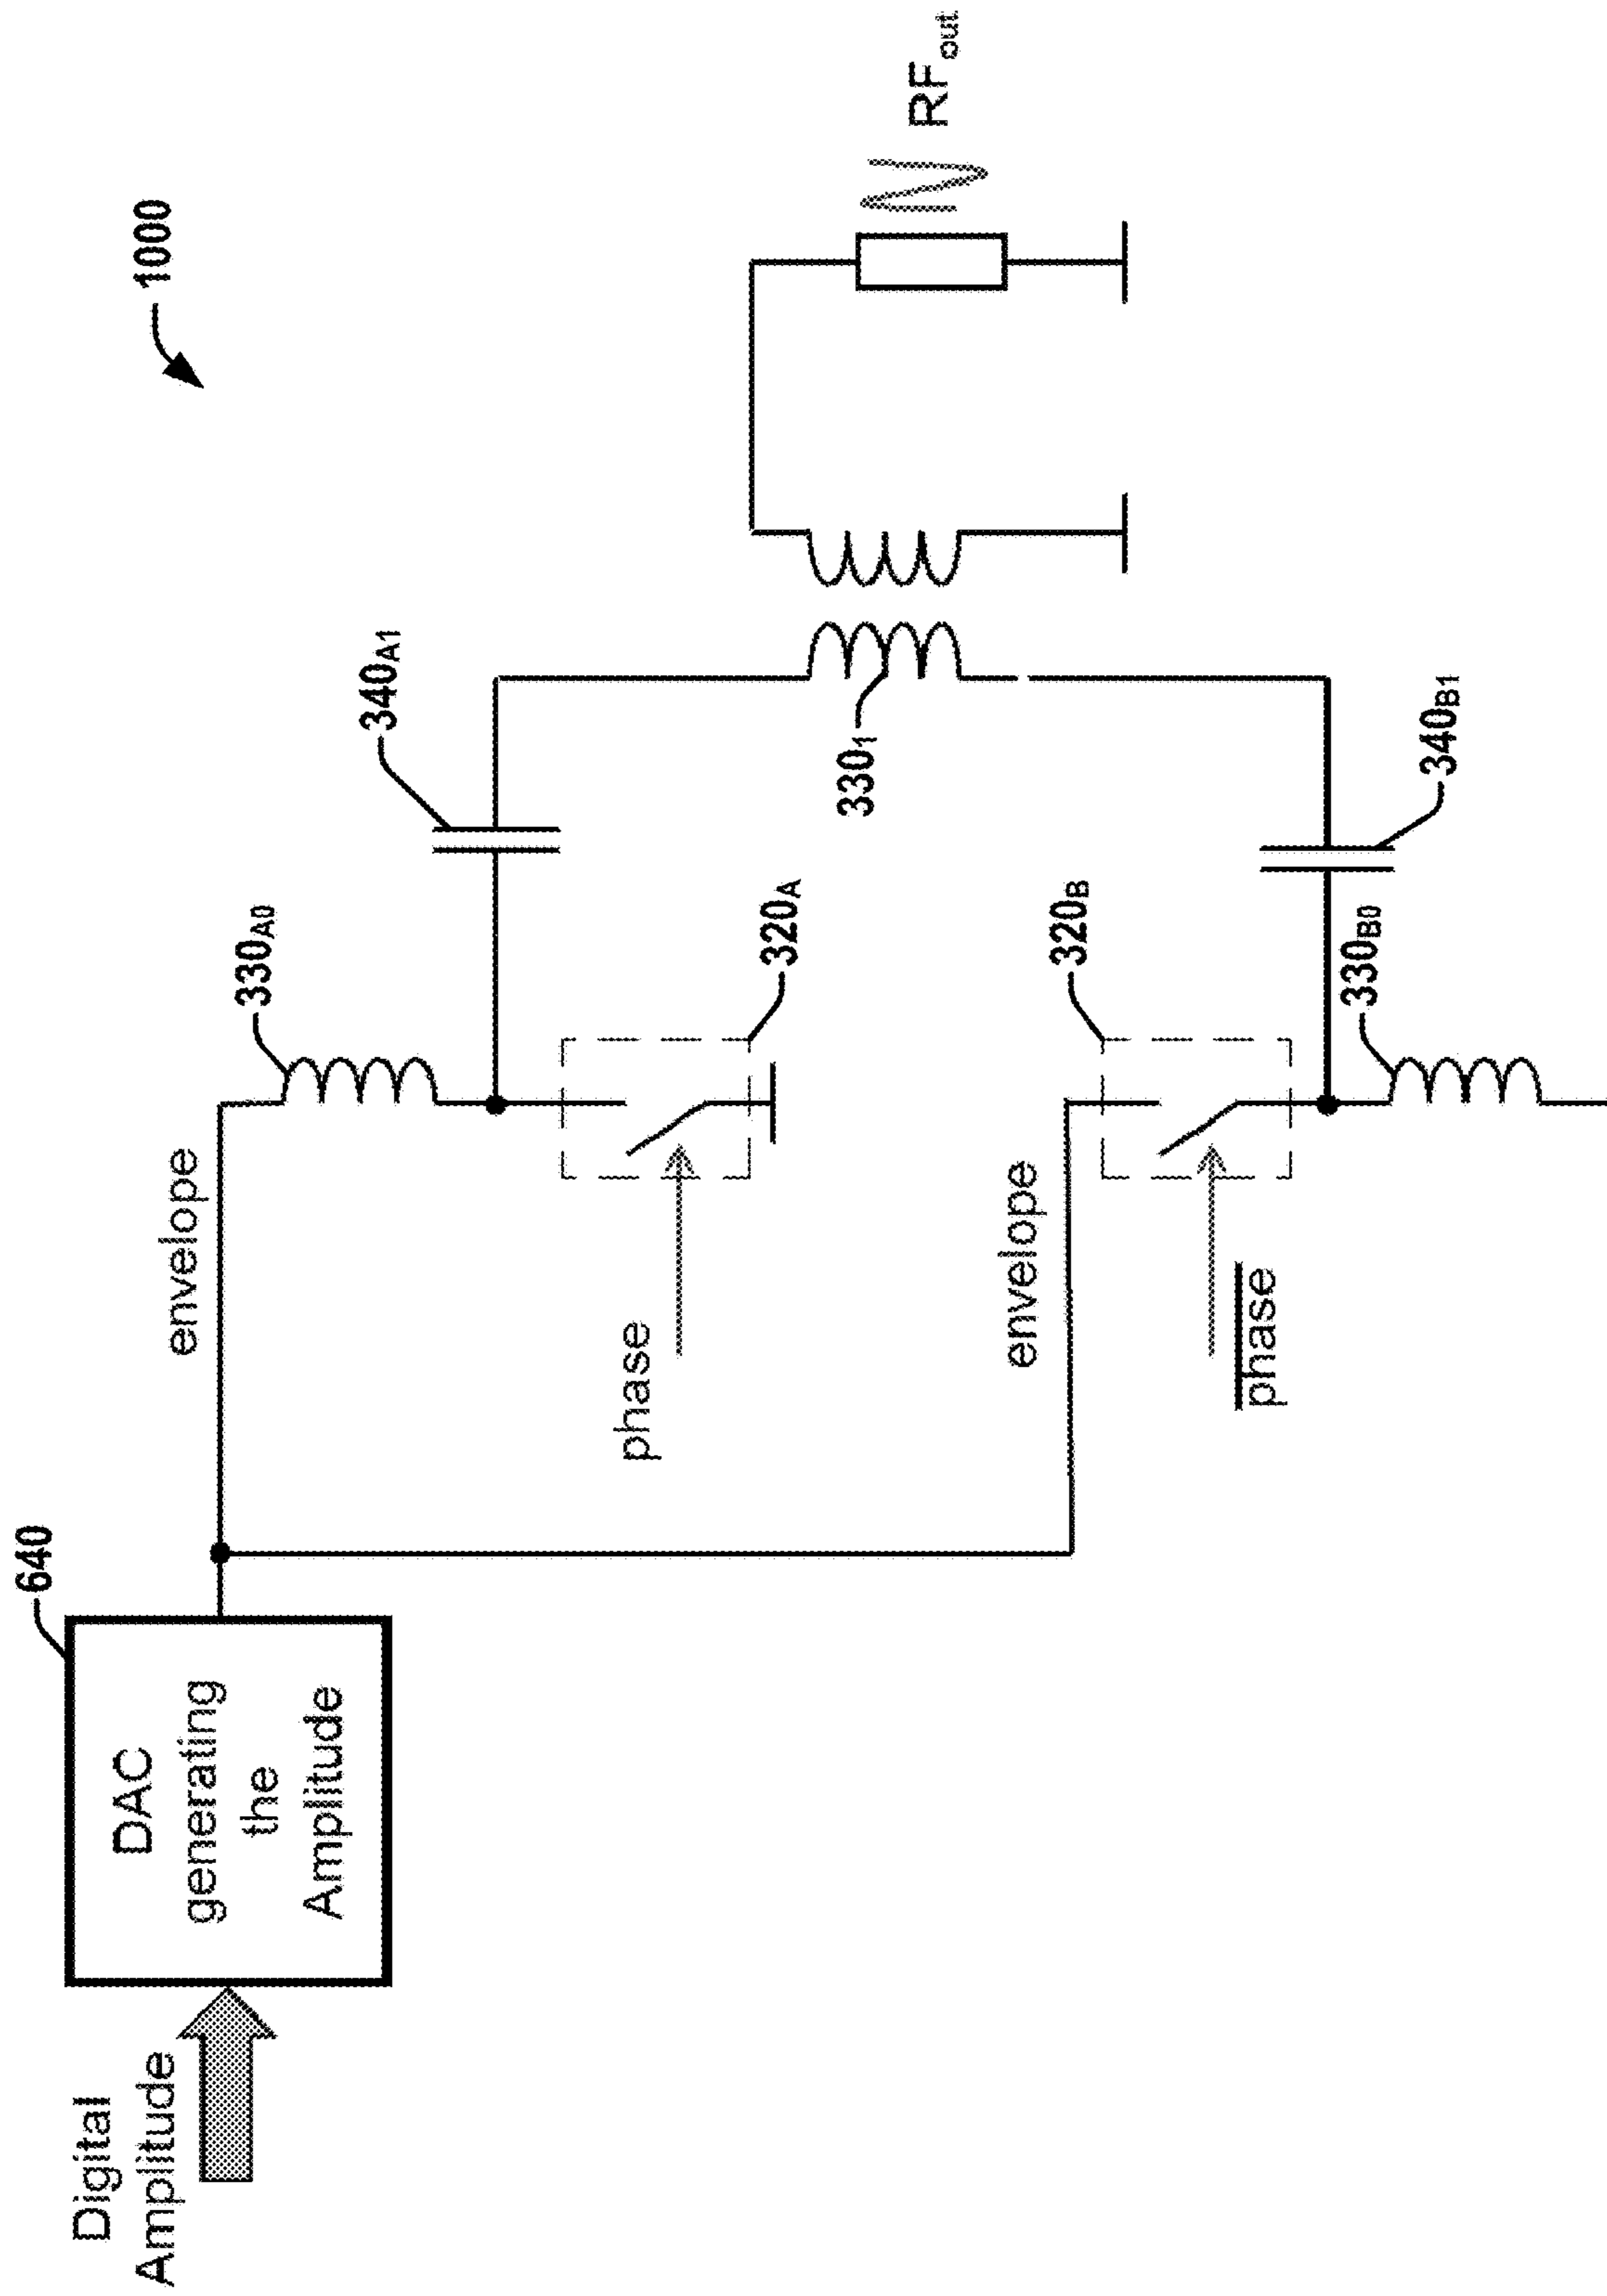 1000
640
Digital
Amplitude
DAC
generating
the
Amplitude
envelope
330A0
340A1
phase
320A
330₁
RFout
envelope
320B
phase
330B0
340B1